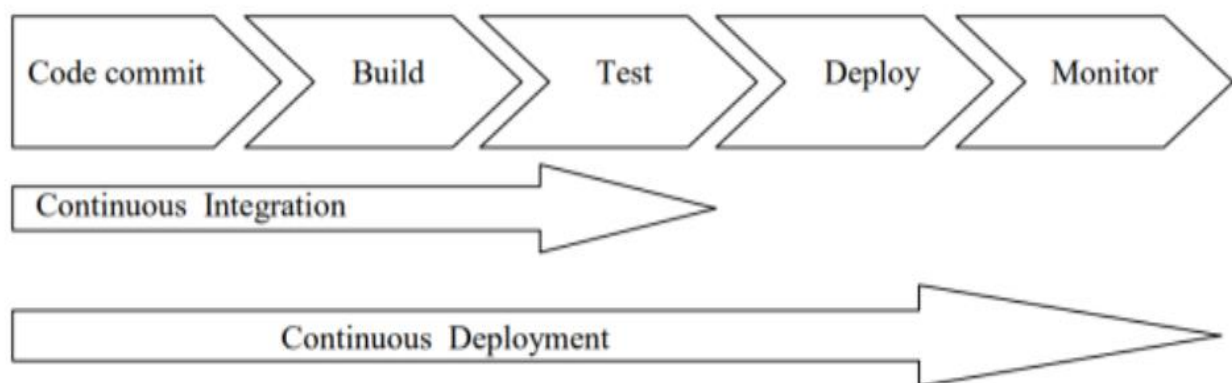 Code commit
Build
Test
Deploy
Monitor
Continuous Integration
Continuous Deployment